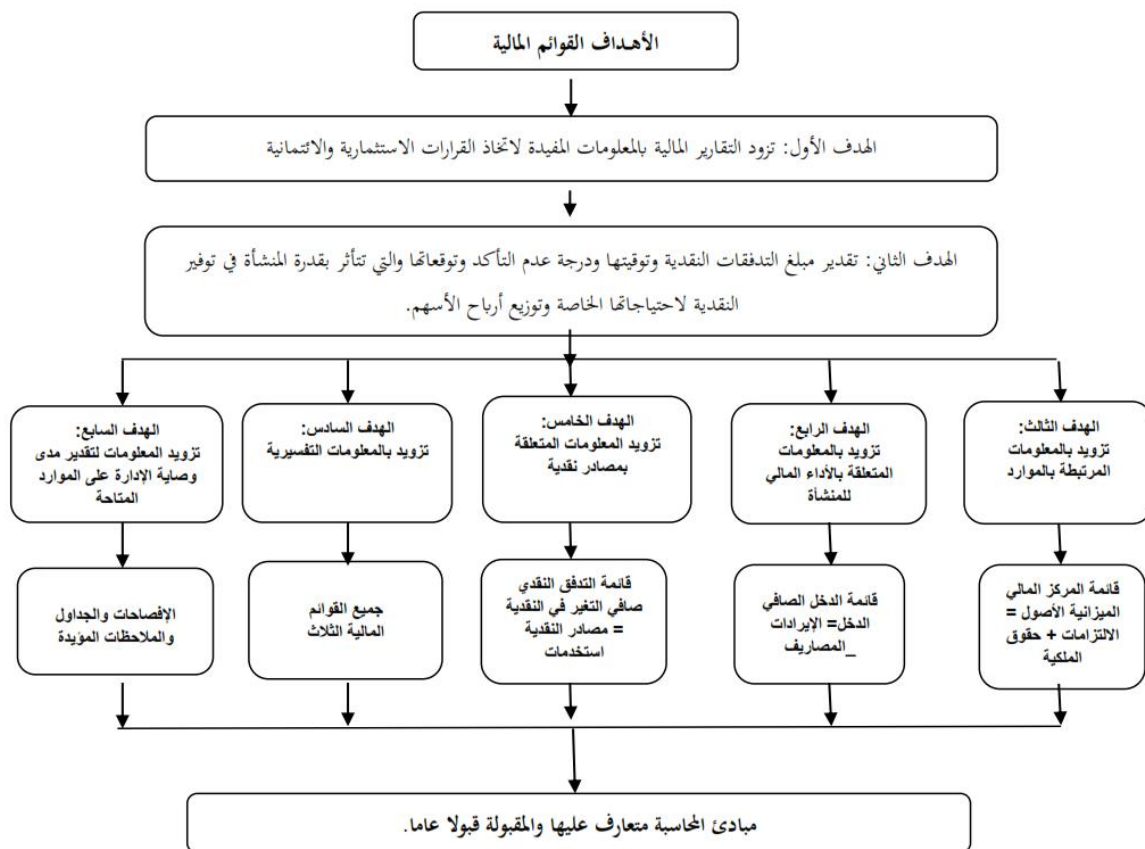 الأهداف القوائم المالية
الهدف الأول: تزود التقارير المالية بالمعلومات المفيدة لاتخاذ القرارات الاستثمارية والائتمانية
الهدف الثاني: تقدير مبلغ التدفقات النقدية وتوقيتها ودرجة عدم التأكد وتوقعاتها والتي تتأثر بقدرة المنشأة في توفير
النقدية لاحتياجاتها الخاصة وتوزيع أرباح الأسهم.
الهدف الثالث:
تزويد بالمعلومات
المرتبطة بالموارد
الهدف الرابع:
تزويد بالمعلومات
المتعلقة بالأداء المالي
للمنشأة
الهدف الخامس:
تزويد المعلومات المتعلقة
بمصادر نقدية
الهدف السادس:
تزويد بالمعلومات التفسيرية
الهدف السابع:
تزويد المعلومات لتقدير مدى
وصاية الإدارة على الموارد
المتاحة
قائمة المركز المالي
الميزانية الأصول =
الالتزامات + حقوق
الملكية
قائمة الدخل الصافي
الدخل= الإيرادات
_المصاريف
قائمة التدفق النقدي
صافي التغير في النقدية
= مصادر النقدية
استخدمات
جميع القوائم
المالية الثلاث
الإفصاحات والجداول
والملاحظات المؤيدة
مبادئ المحاسبة متعارف عليها والمقبولة قبولا عاما.